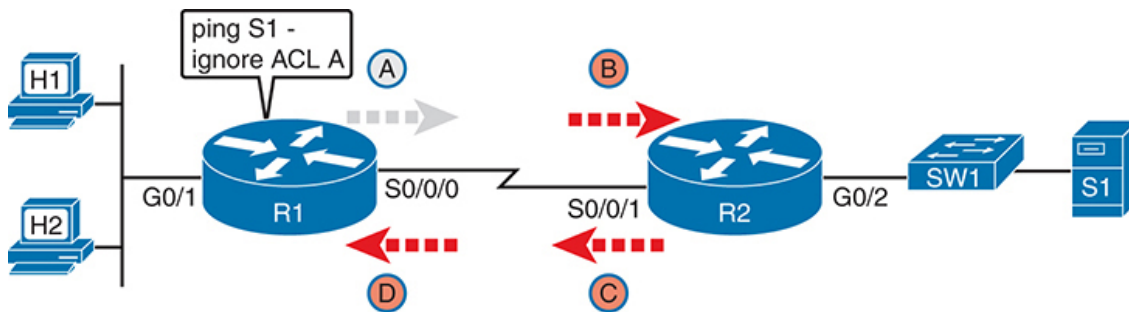 ping S1 -
ignore ACL A
A
B
H1
H2
G0/1
R1
S0/0/0
S0/0/1
R2
G0/2
SW1
S1
D
C